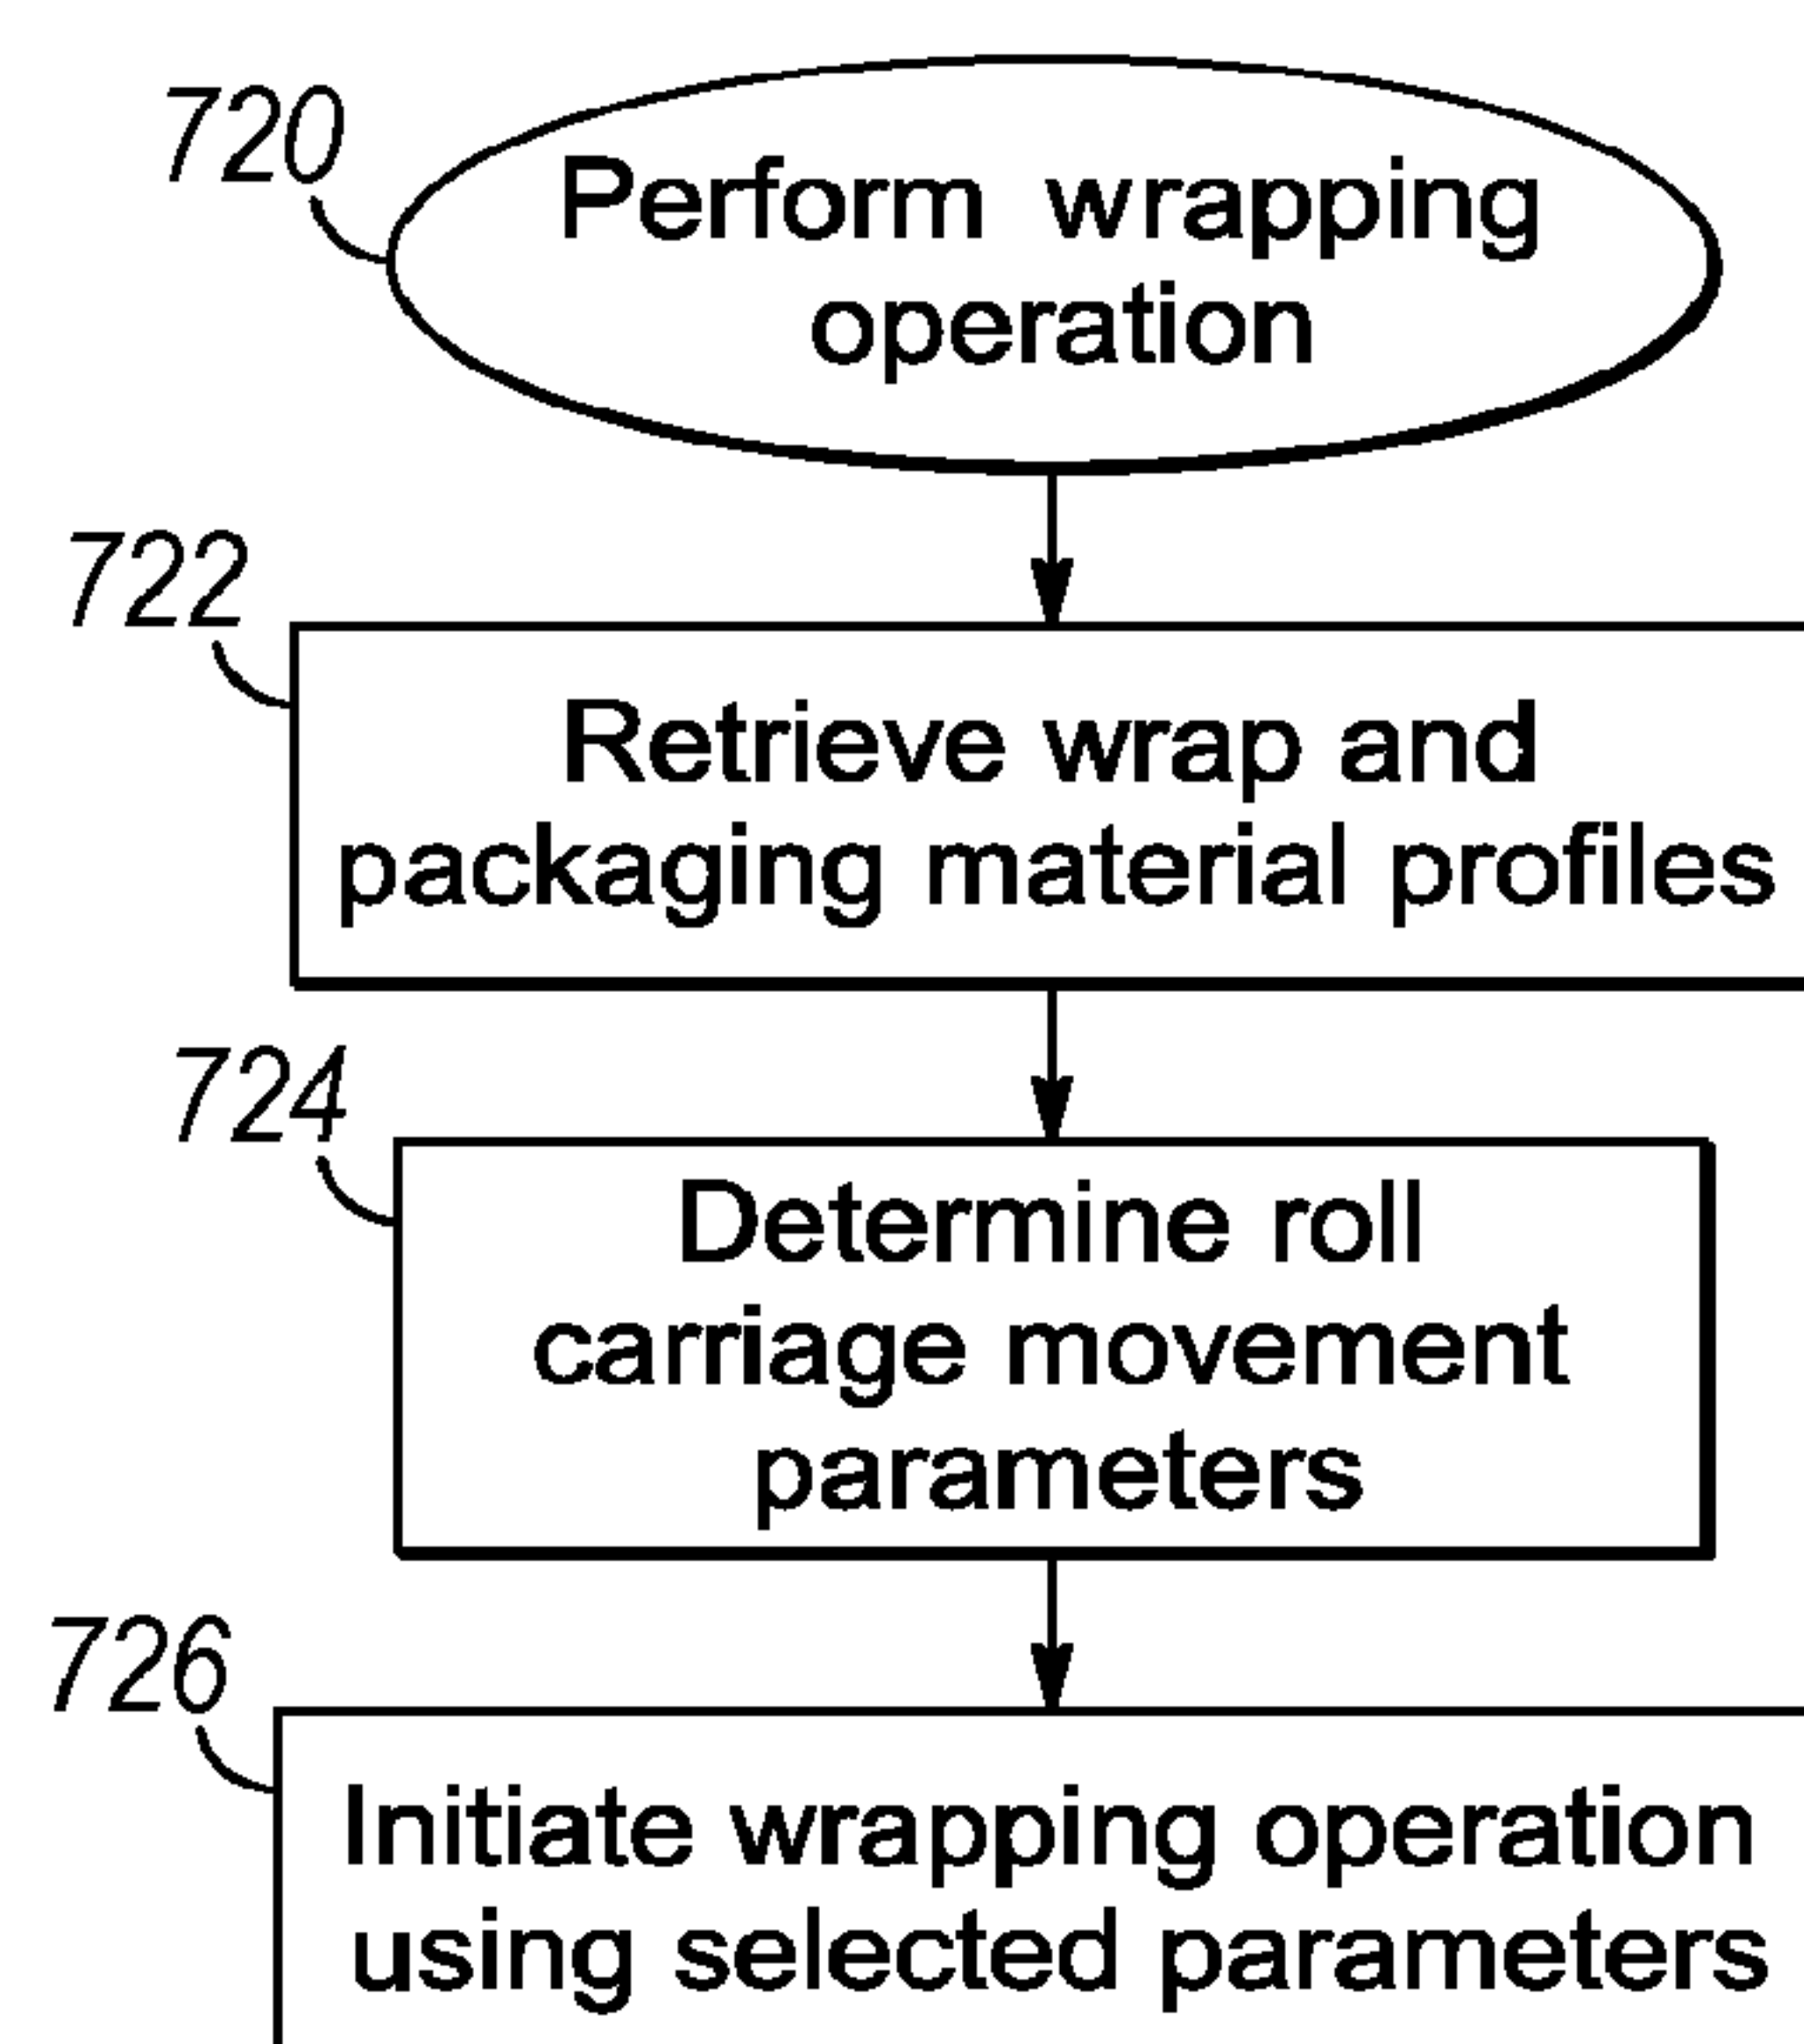 720
Perform wrapping
operation
722
Retrieve wrap and
packaging material profiles
724
Determine roll
carriage movement
parameters
726
Initiate wrapping operation
using selected parameters